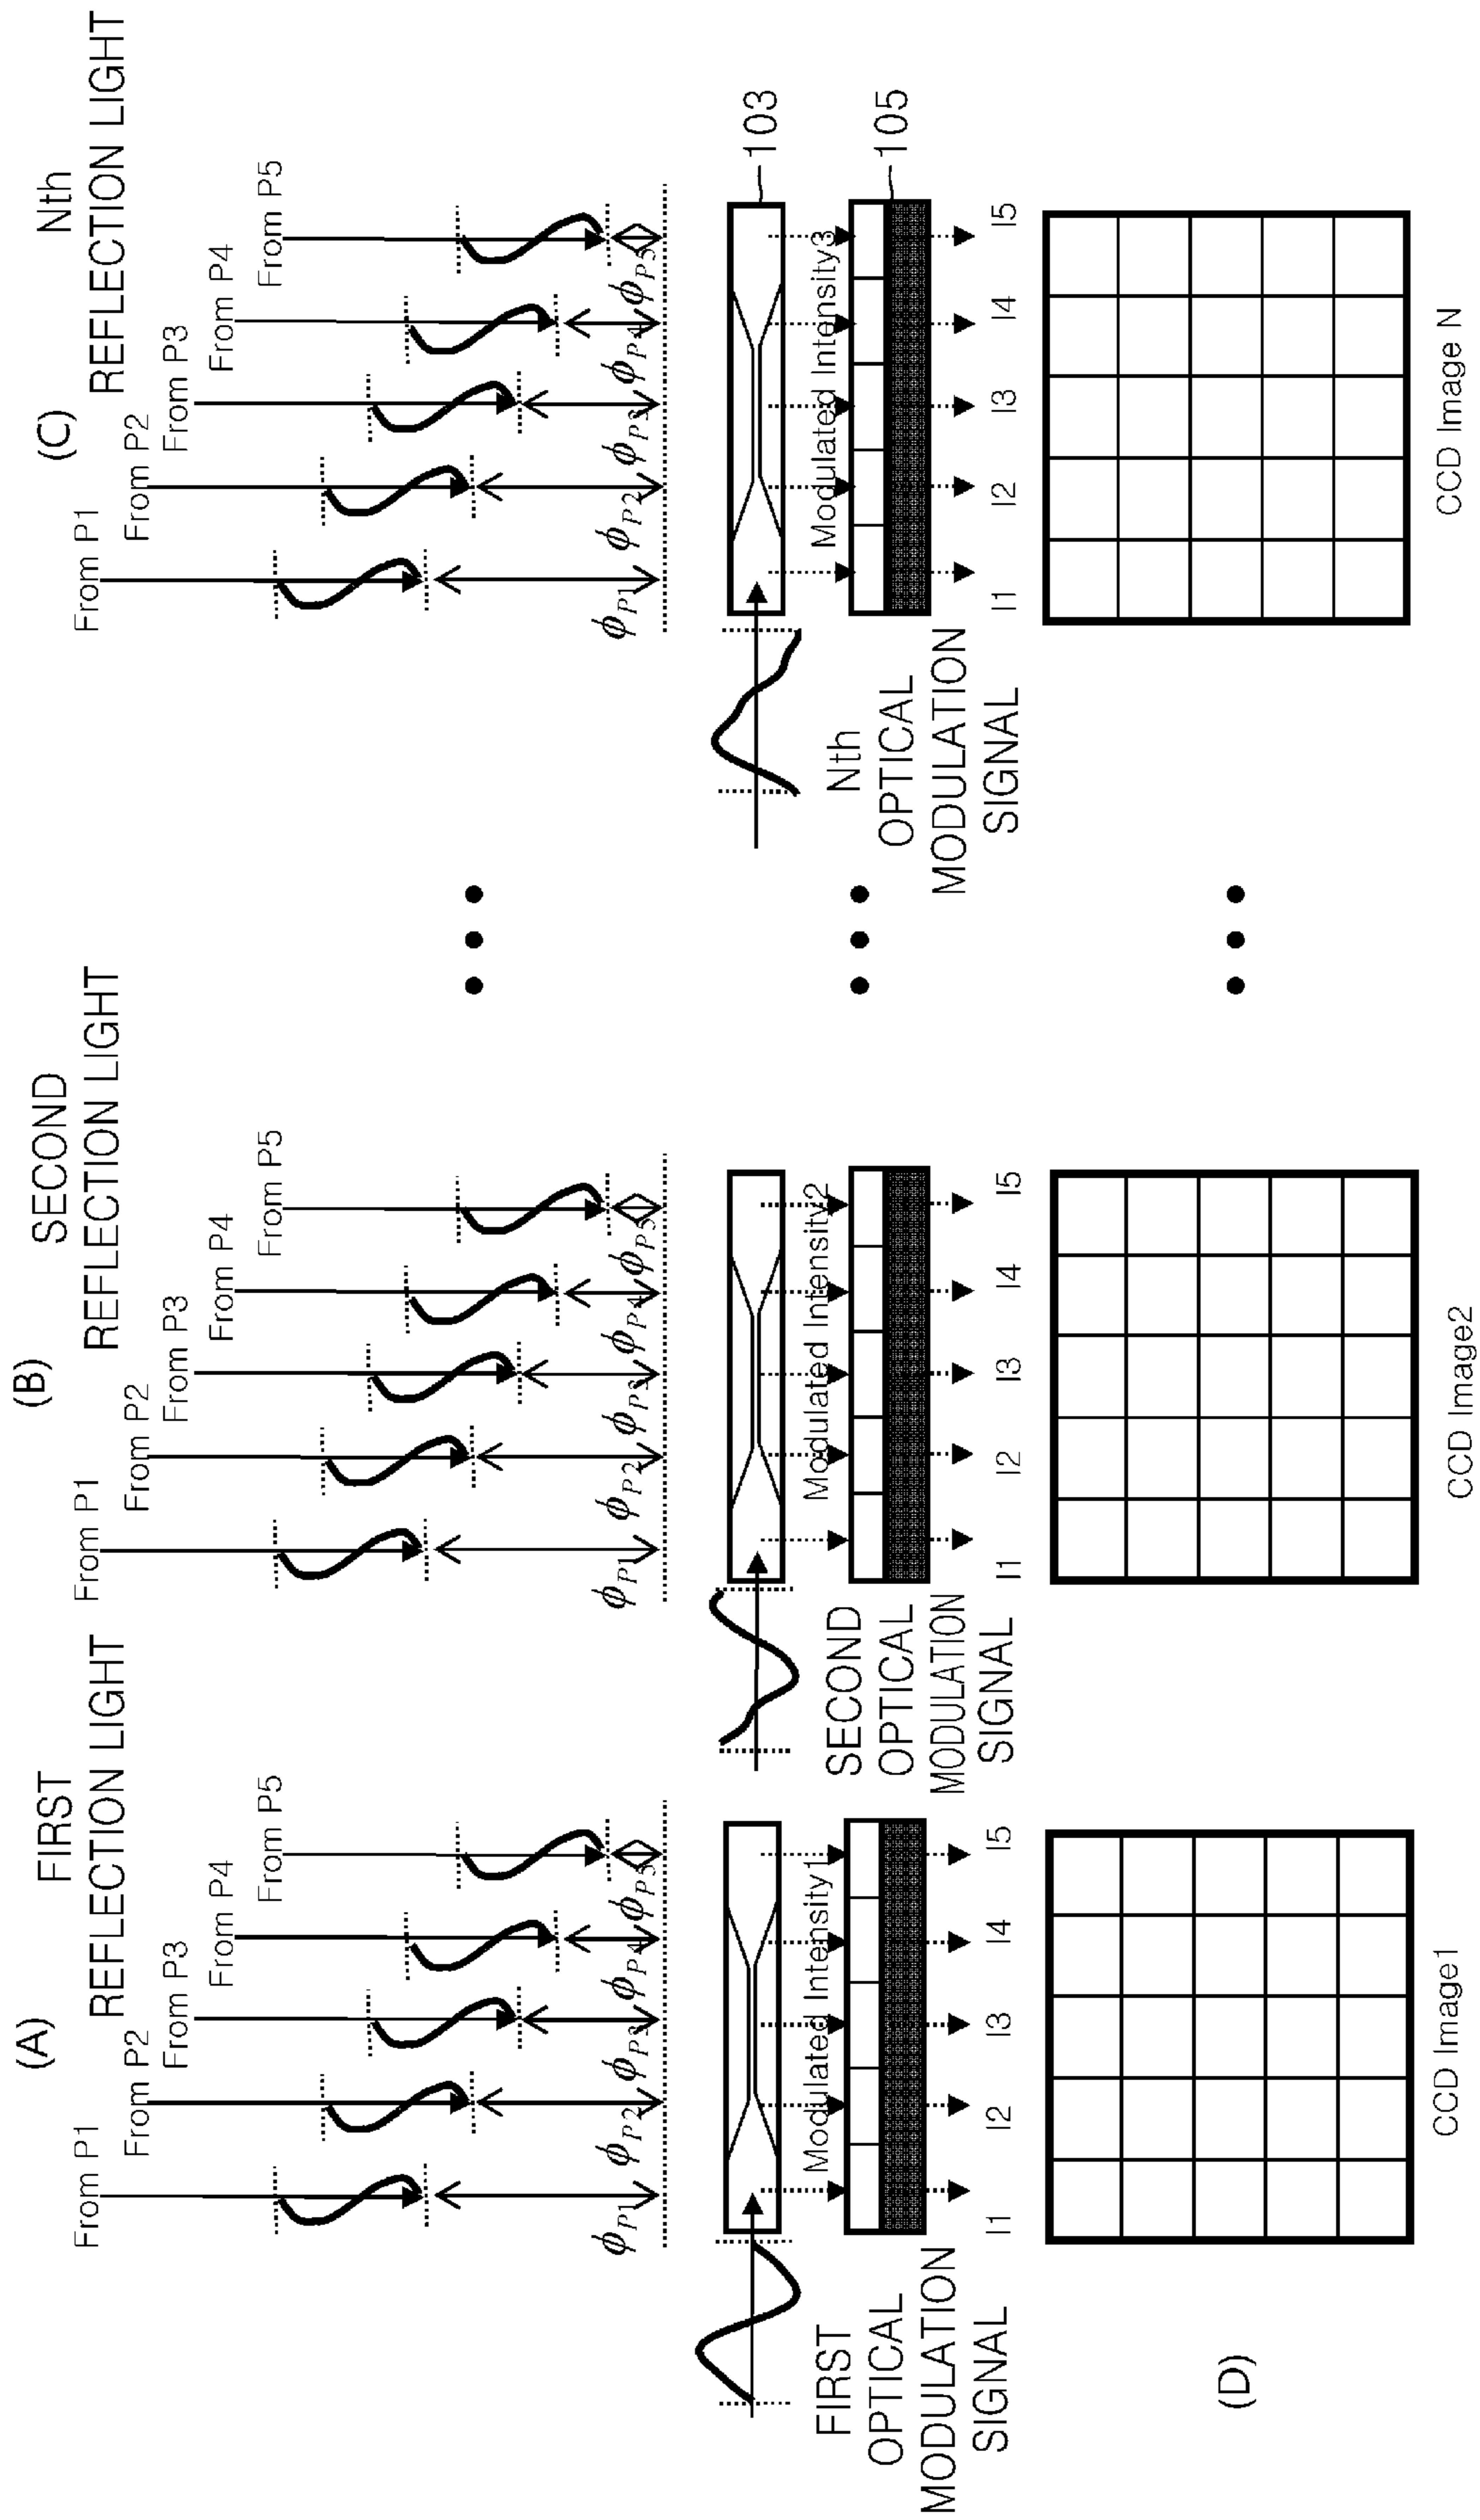 (A)
FIRST
REFLECTION LIGHT
From P1
From P2
From P3
From P4
From P5
ϕP1
ϕP2
ϕP3
ϕP4
ϕP5
FIRST
OPTICAL
MODULATION
SIGNAL
Modulated Intensity1
I1 I2 I3 I4 I5
(B)
SECOND
REFLECTION LIGHT
From P1
From P2
From P3
From P4
From P5
ϕP1
ϕP2
ϕP3
ϕP4
ϕP5
SECOND
OPTICAL
MODULATION
SIGNAL
Modulated Intensity2
I1 I2 I3 I4 I5
(C)
Nth
REFLECTION LIGHT
From P1
From P2
From P3
From P4
From P5
ϕP1
ϕP2
ϕP3
ϕP4
ϕP5
103
Nth
OPTICAL
MODULATION
SIGNAL
Modulated Intensity3
105
I1 I2 I3 I4 I5
(D)
CCD Image1
CCD Image2
CCD Image N